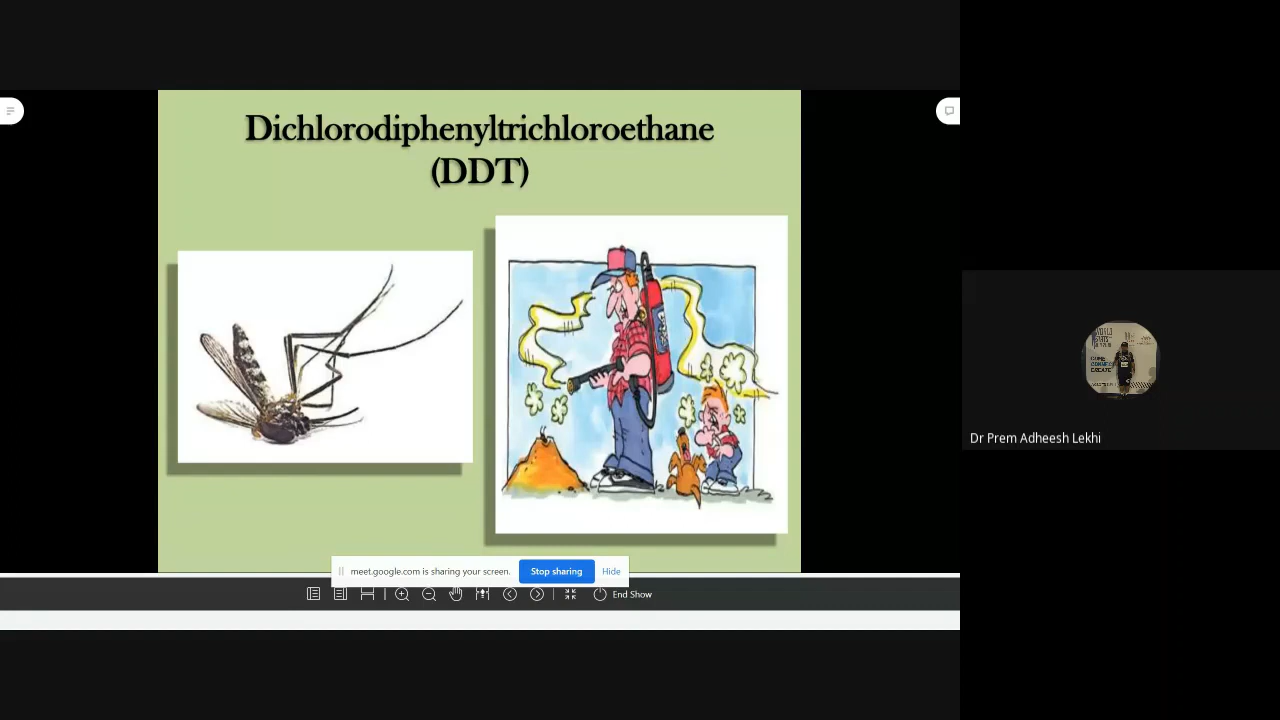 Dichlorodiphenyltrichloroethane
(DDT)
meet.google.com is sharing your screen.
Stop sharing
Hide
End Show
Dr Prem Adheesh Lekhi